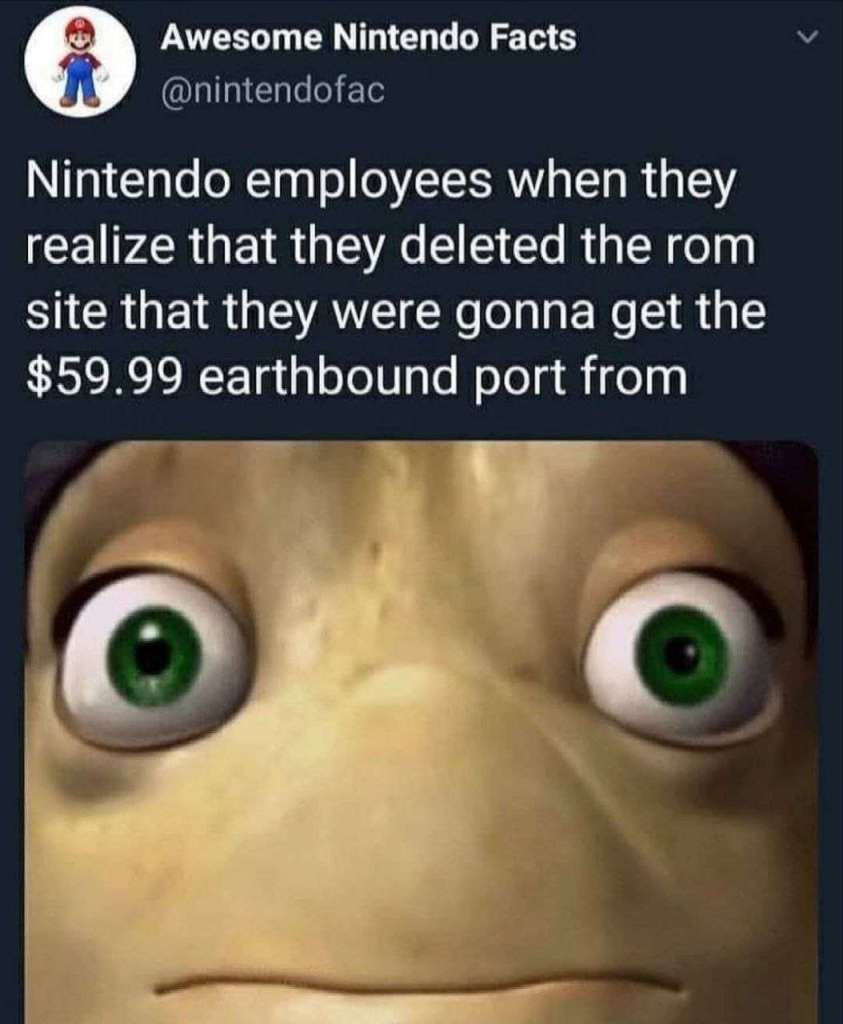 Awesome Nintendo Facts
@nintendofac
Nintendo employees when they
realize that they deleted the rom
site that they were gonna get the
$59.99 earthbound port from